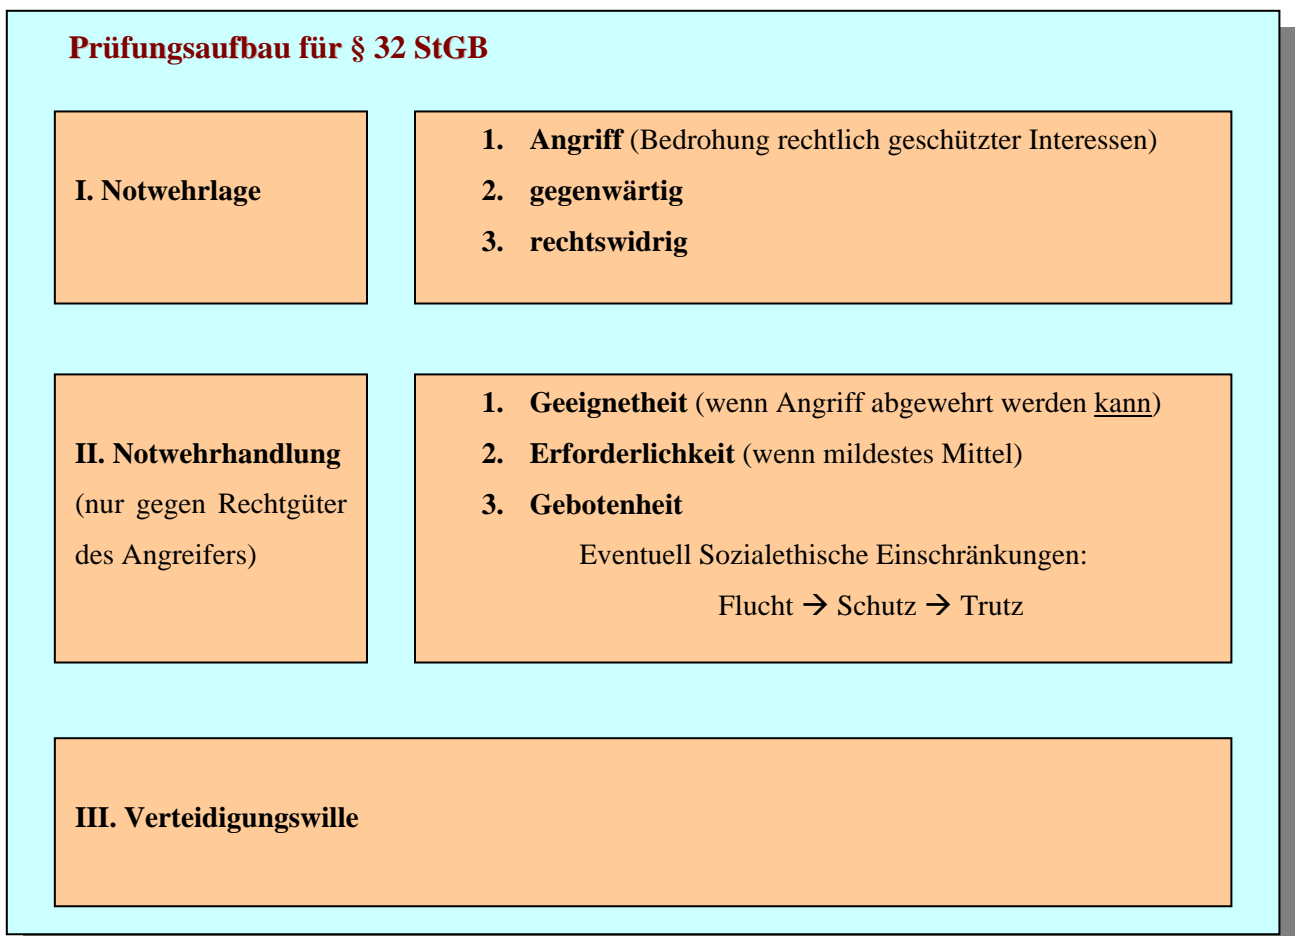 Prüfungsaufbau für § 32 StGB
I. Notwehrlage
1. Angriff (Bedrohung rechtlich geschützter Interessen)
2. gegenwärtig
3. rechtswidrig
II. Notwehrhandlung
(nur gegen Rechtgüter
des Angreifers)
1. Geeignetheit (wenn Angriff abgewehrt werden kann)
2. Erforderlichkeit (wenn mildestes Mittel)
3. Gebotenheit
Eventuell Sozialethische Einschränkungen:
Flucht → Schutz → Trutz
III. Verteidigungswille